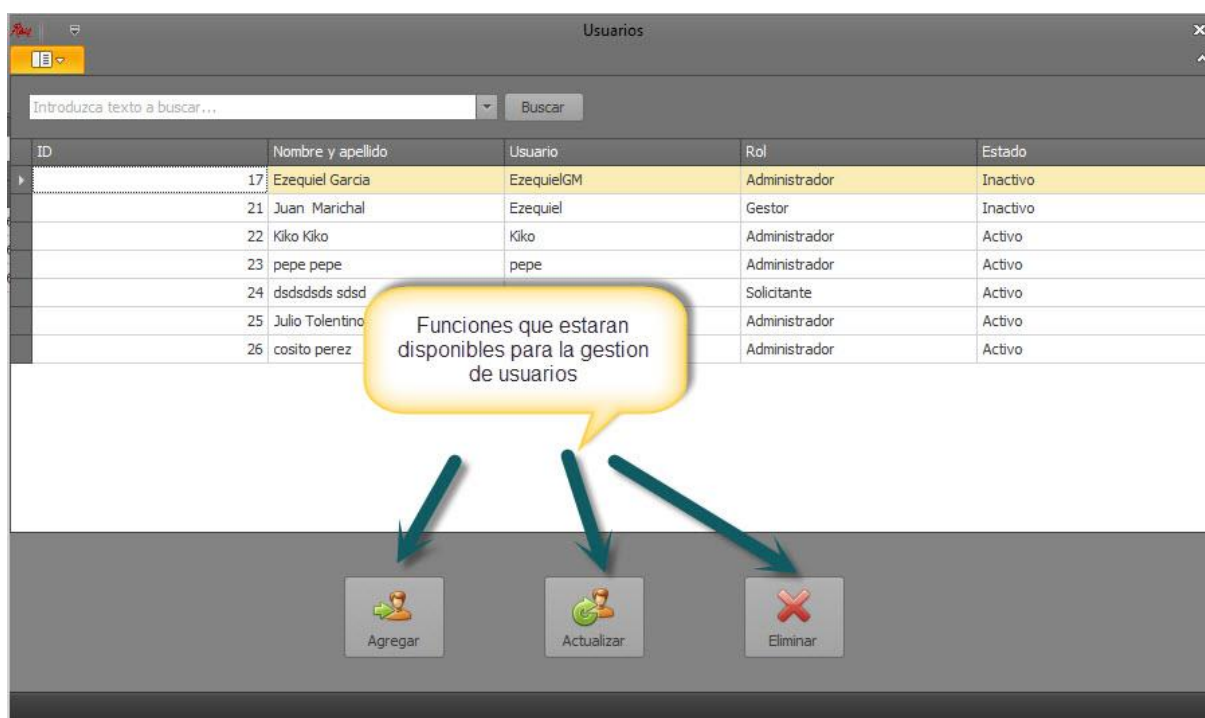 Usuarios
Introduzca texto a buscar...
Buscar
ID Nombre y apellido Usuario Rol Estado
17 Ezequiel Garcia EzequielGM Administrador Inactivo
21 Juan Marichal Ezequiel Gestor Inactivo
22 Kiko Kiko Kiko Administrador Activo
23 pepe pepe pepe Administrador Activo
24 dsdsdsds sdsd Solicitante Activo
25 Julio Tolentino Administrador Activo
26 cosito perez Administrador Activo
Funciones que estaran
disponibles para la gestion
de usuarios
Agregar Actualizar Eliminar